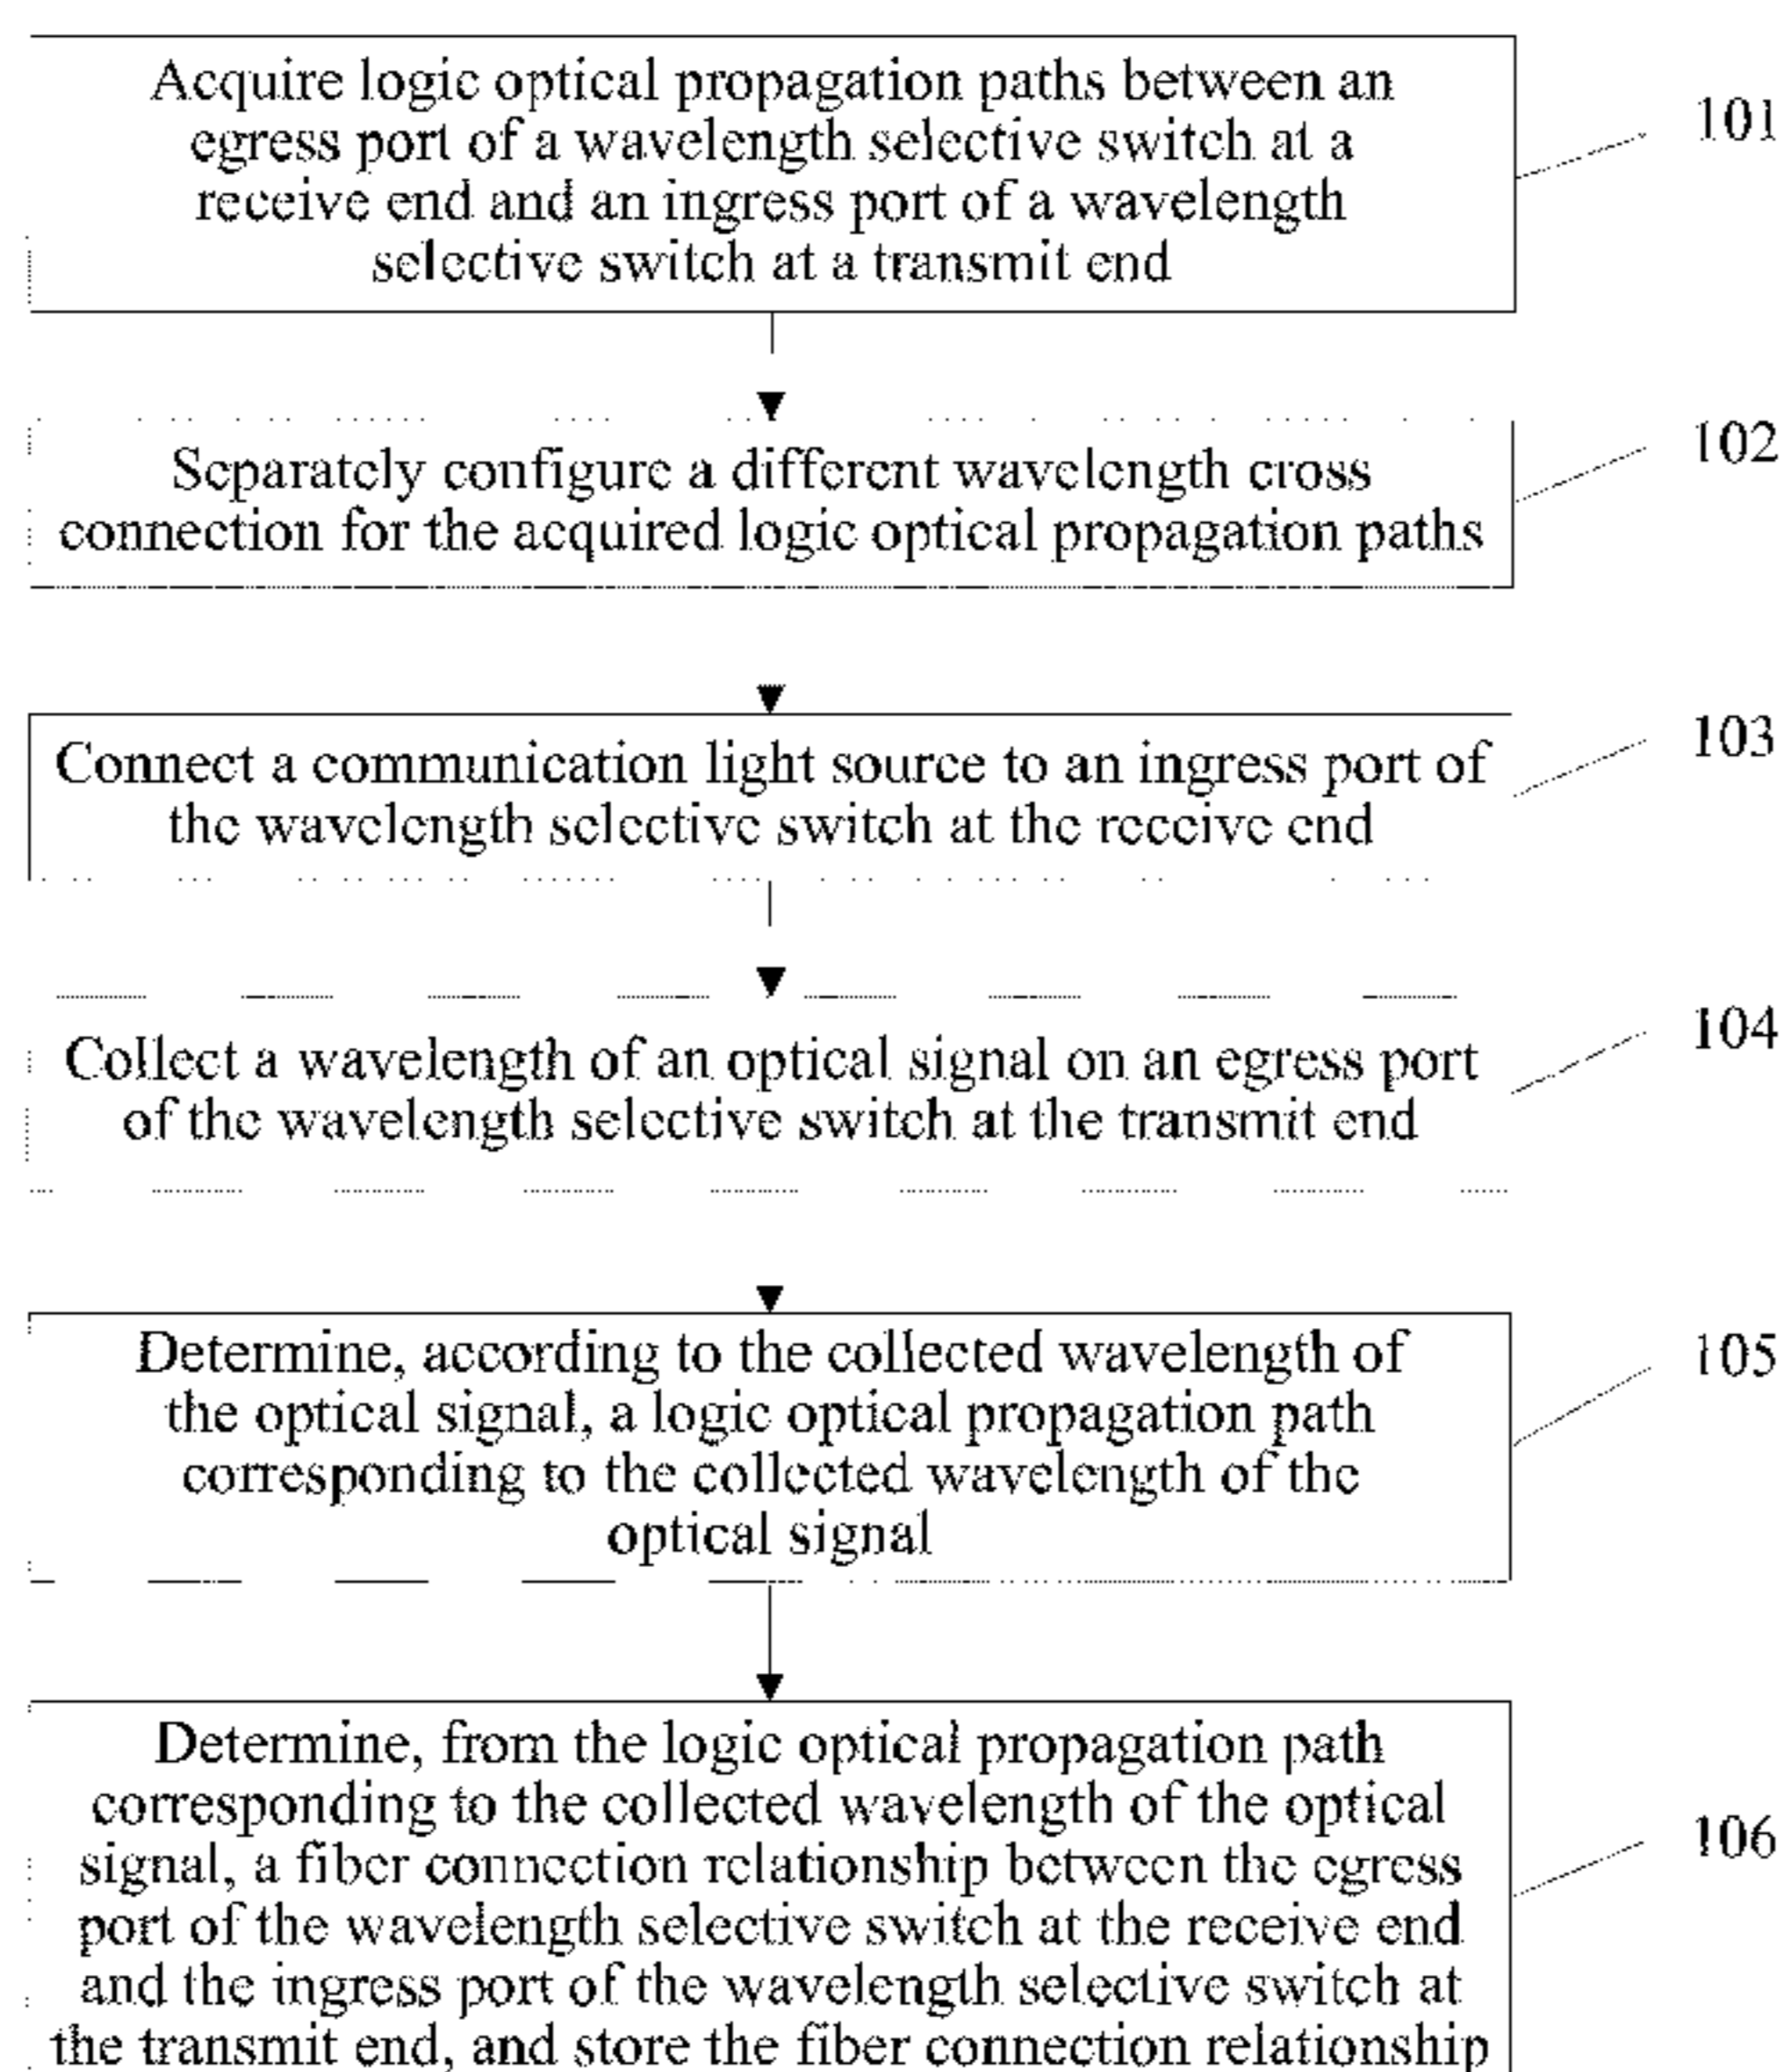 Acquire logic optical propagation paths between an
egress port of a wavelength selective switch at a
receive end and an ingress port of a wavelength
selective switch at a transmit end
101
Separately configure a different wavelength cross
connection for the acquired logic optical propagation paths
102
Connect a communication light source to an ingress port of
the wavelength selective switch at the receive end
103
Collect a wavelength of an optical signal on an egress port
of the wavelength selective switch at the transmit end
104
Determine, according to the collected wavelength of
the optical signal, a logic optical propagation path
corresponding to the collected wavelength of the
optical signal
105
Determine, from the logic optical propagation path
corresponding to the collected wavelength of the optical
signal, a fiber connection relationship between the egress
port of the wavelength selective switch at the receive end
and the ingress port of the wavelength selective switch at
the transmit end, and store the fiber connection relationship
106